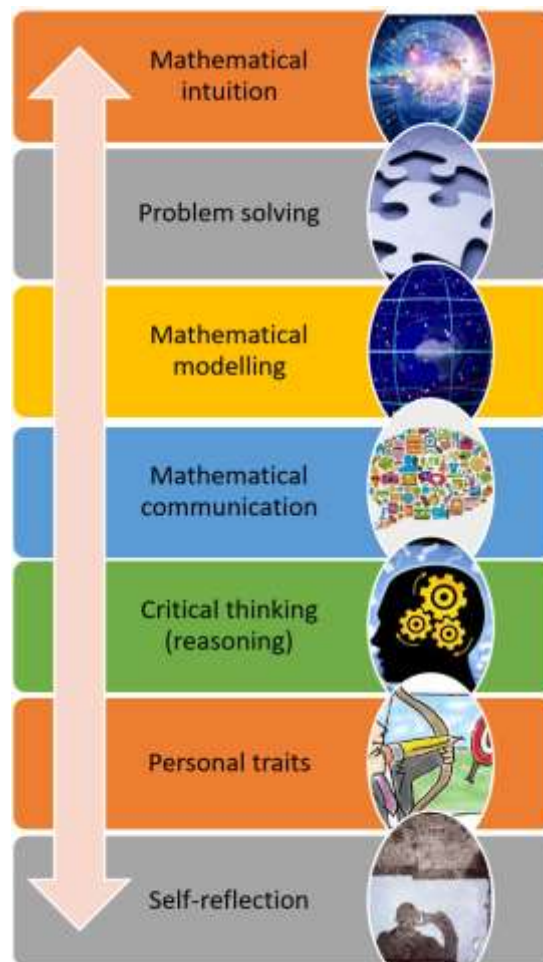 Mathematical
intuition
Problem solving
Mathematical
modelling
Mathematical
communication
Critical thinking
(reasoning)
Personal traits
Self-reflection